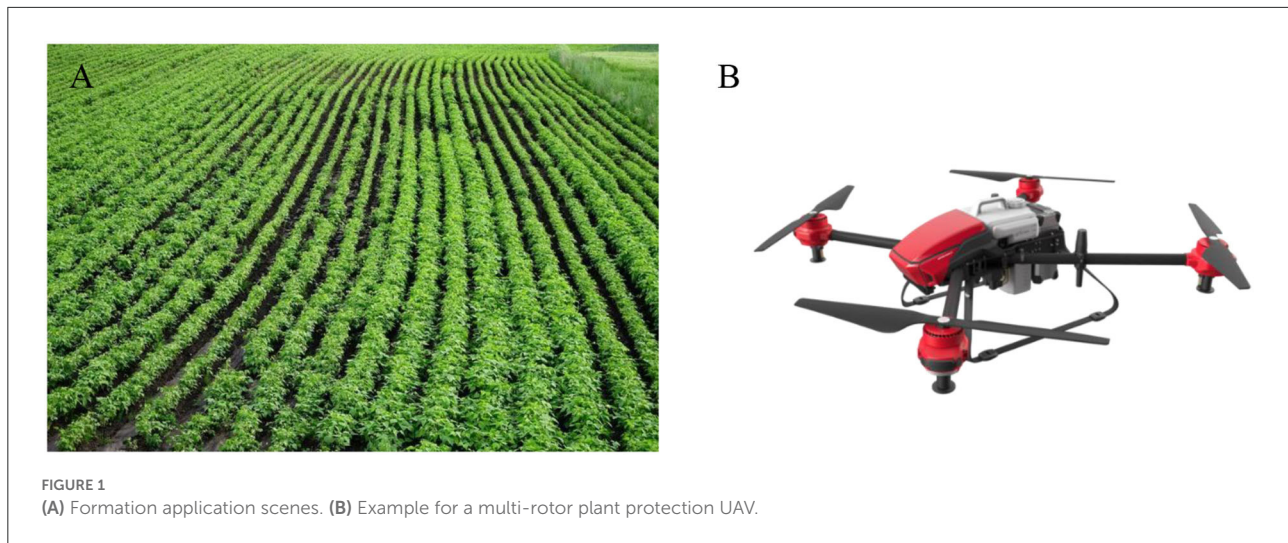 A
B
FIGURE 1
(A) Formation application scenes. (B) Example for a multi-rotor plant protection UAV.